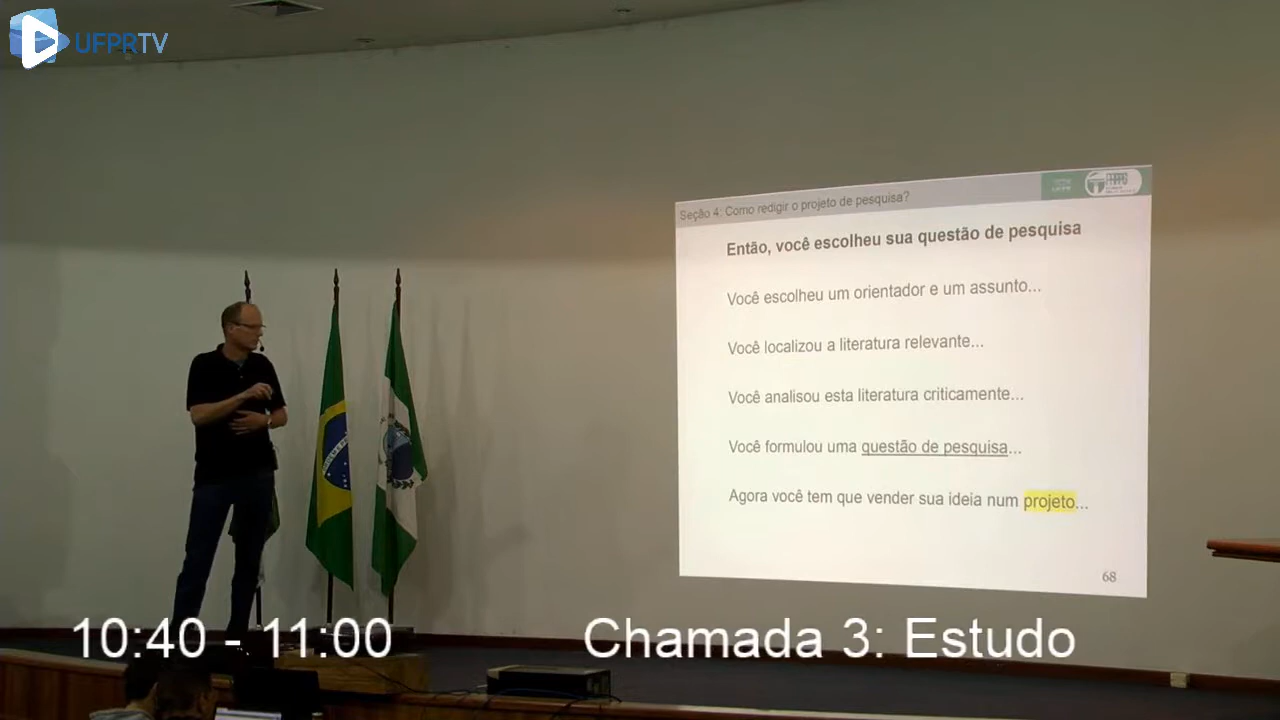 UFPRTV
Seção 4: Como redigir o projeto de pesquisa?
Então, você escolheu sua questão de pesquisa
Você escolheu um orientador e um assunto...
Você localizou a literatura relevante...
Você analisou esta literatura criticamente...
Você formulou uma questão de pesquisa...
Agora você tem que vender sua ideia num projeto...
68
10:40 - 11:00
Chamada 3: Estudo